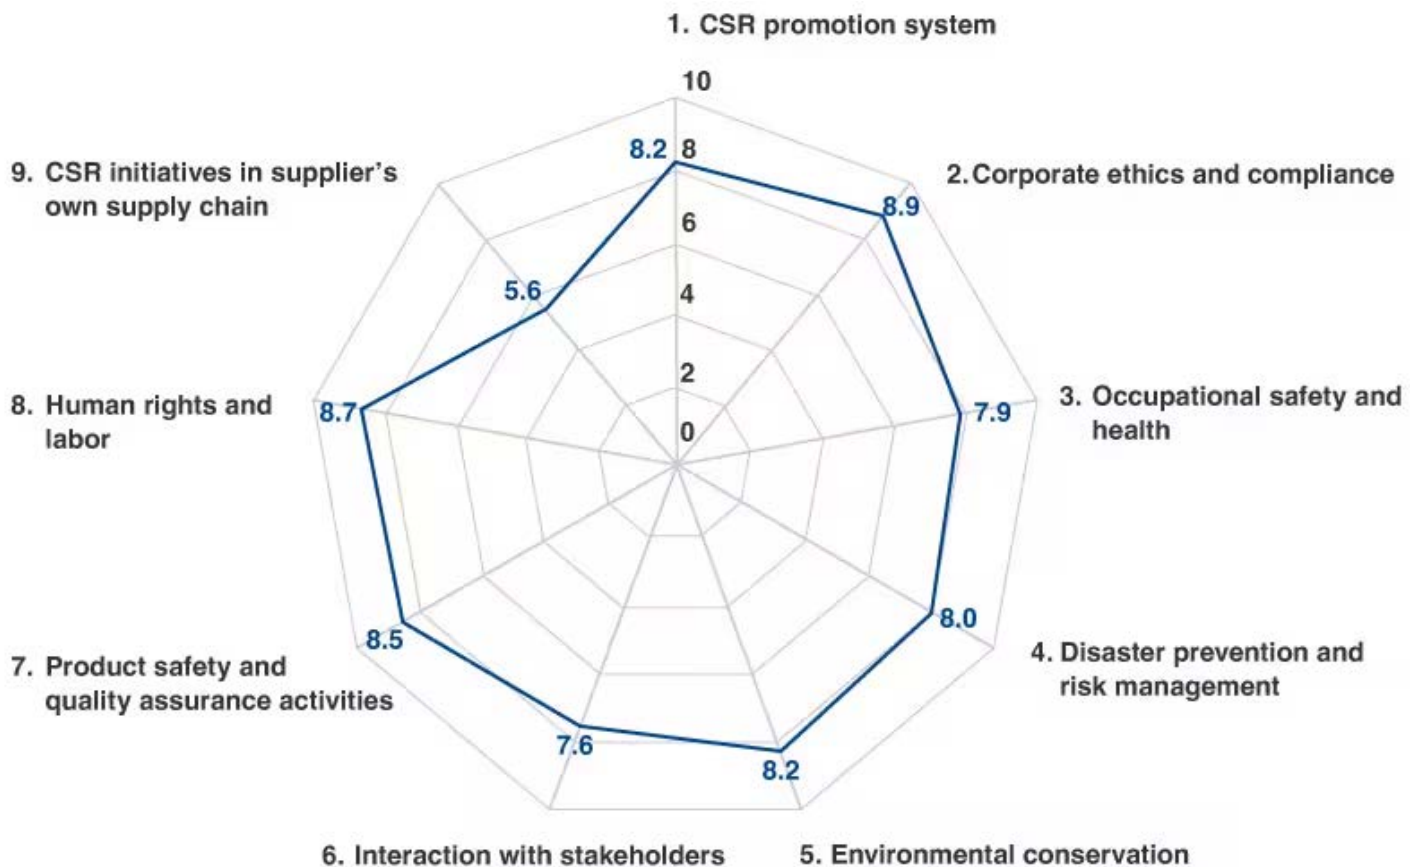 1. CSR promotion system
10
8.2
8
9. CSR initiatives in supplier's
own supply chain
2. Corporate ethics and compliance
8.9
6
5.6
4
2
8. Human rights and
labor
8.7
0
7.9
3. Occupational safety and
health
8.0
8.5
7. Product safety and
quality assurance activities
4. Disaster prevention and
risk management
7.6
8.2
6. Interaction with stakeholders
5. Environmental conservation